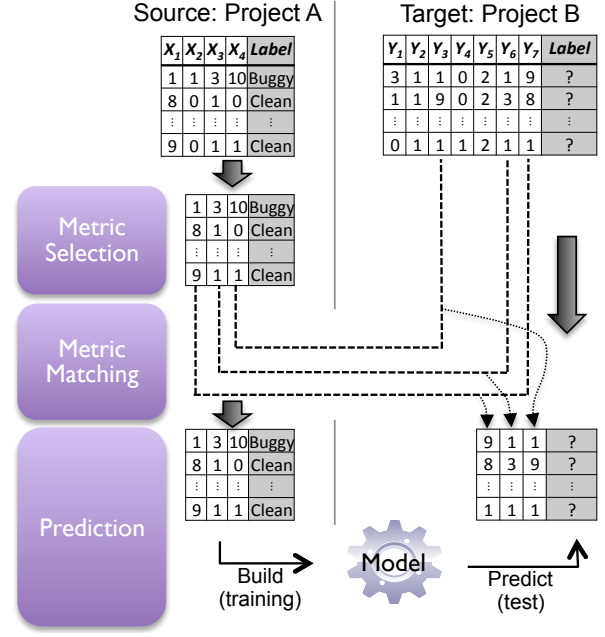 Source: Project A
Target: Project B
X1 X2 X3 X4 Label
1 1 3 10 Buggy
8 0 1 0 Clean
⋮ ⋮ ⋮ ⋮ ⋮
9 0 1 1 Clean
Y1 Y2 Y3 Y4 Y5 Y6 Y7 Label
3 1 1 0 2 1 9 ?
1 1 9 0 2 3 8 ?
⋮ ⋮ ⋮ ⋮ ⋮ ⋮ ⋮ ⋮
0 1 1 1 2 1 1 ?
Metric
Selection
1 3 10 Buggy
8 1 0 Clean
⋮ ⋮ ⋮ ⋮
9 1 1 Clean
Metric
Matching
Prediction
1 3 10 Buggy
8 1 0 Clean
⋮ ⋮ ⋮ ⋮
9 1 1 Clean
9 1 1 ?
8 3 9 ?
⋮ ⋮ ⋮ ⋮
1 1 1 ?
Build
(training)
Model
Predict
(test)